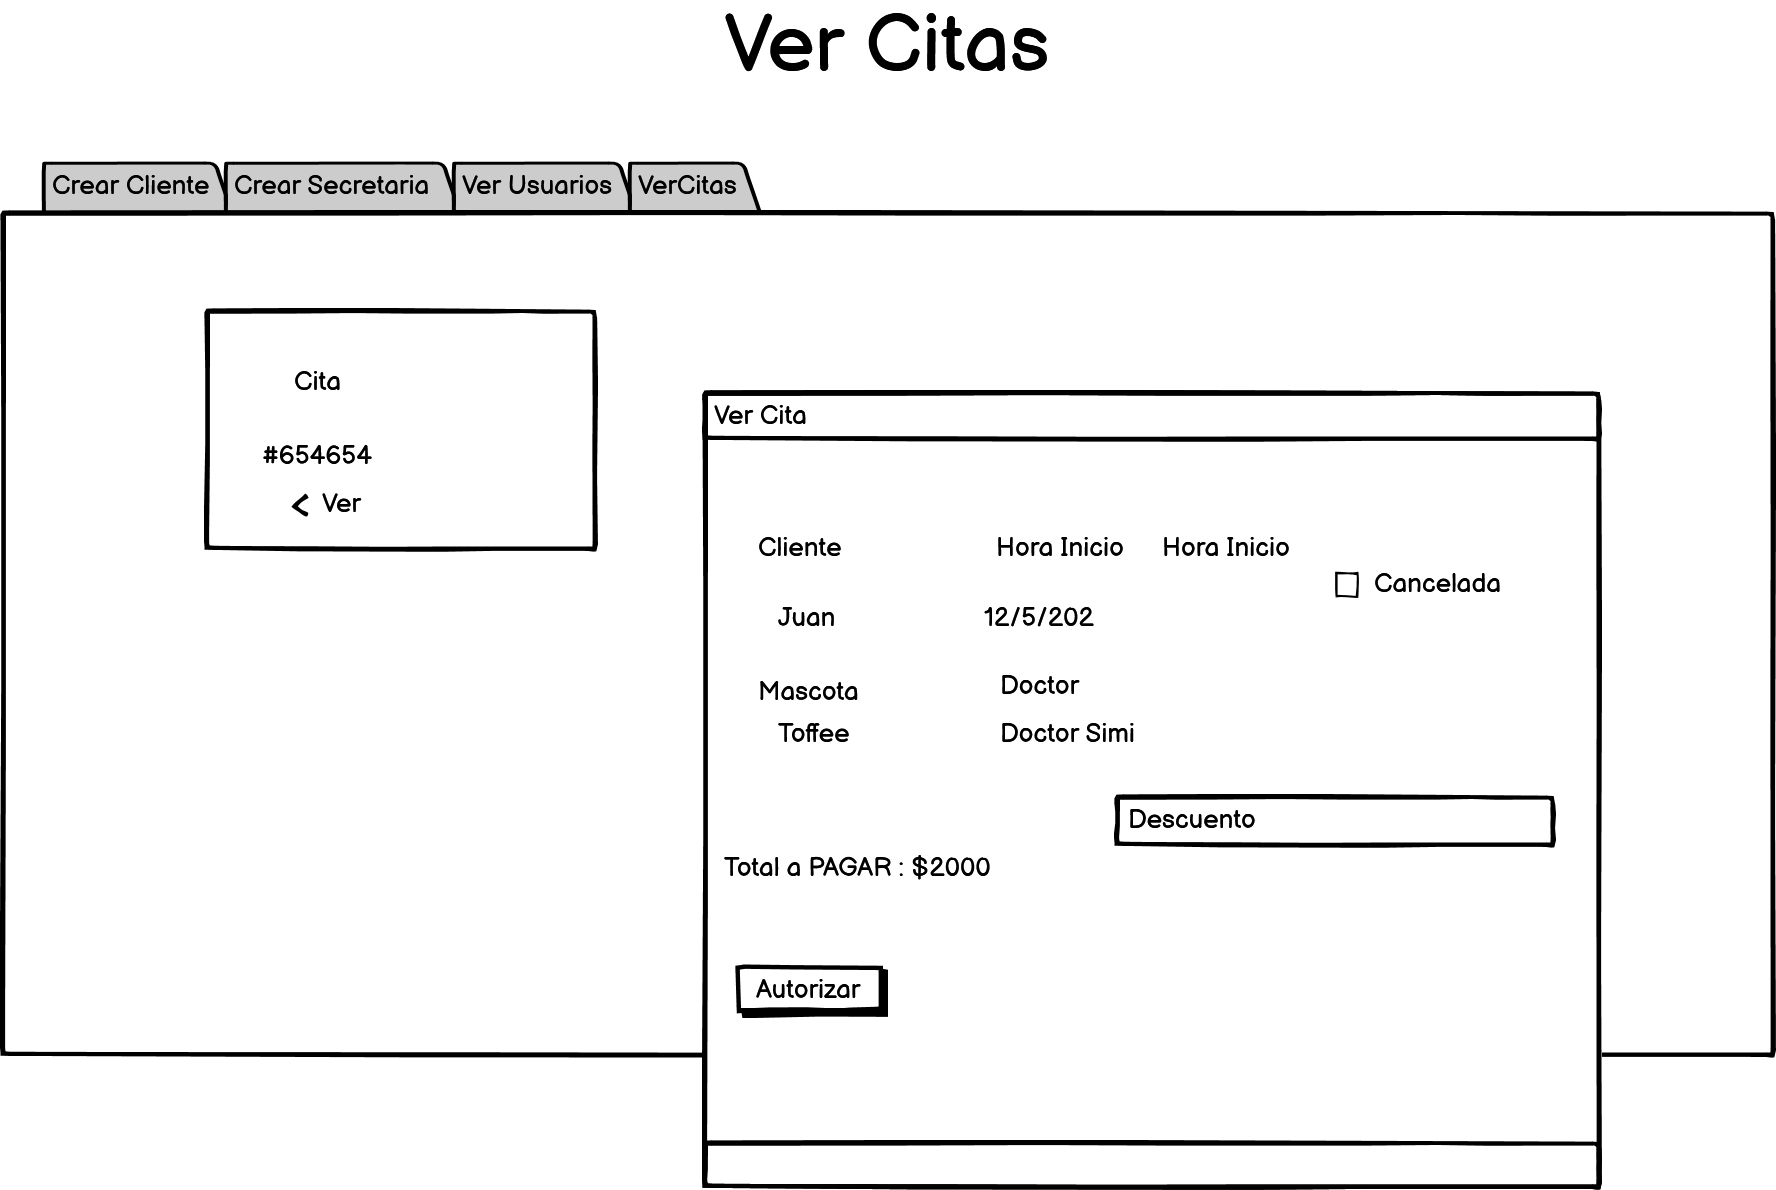 Ver Citas
Crear Cliente
Crear Secretaria
Ver Usuarios
VerCitas
Cita
#654654
Ver
Ver Cita
Cliente
Hora Inicio
Hora Inicio
Cancelada
Juan
12/5/202
Mascota
Doctor
Toffee
Doctor Simi
Descuento
Total a PAGAR : $2000
Autorizar